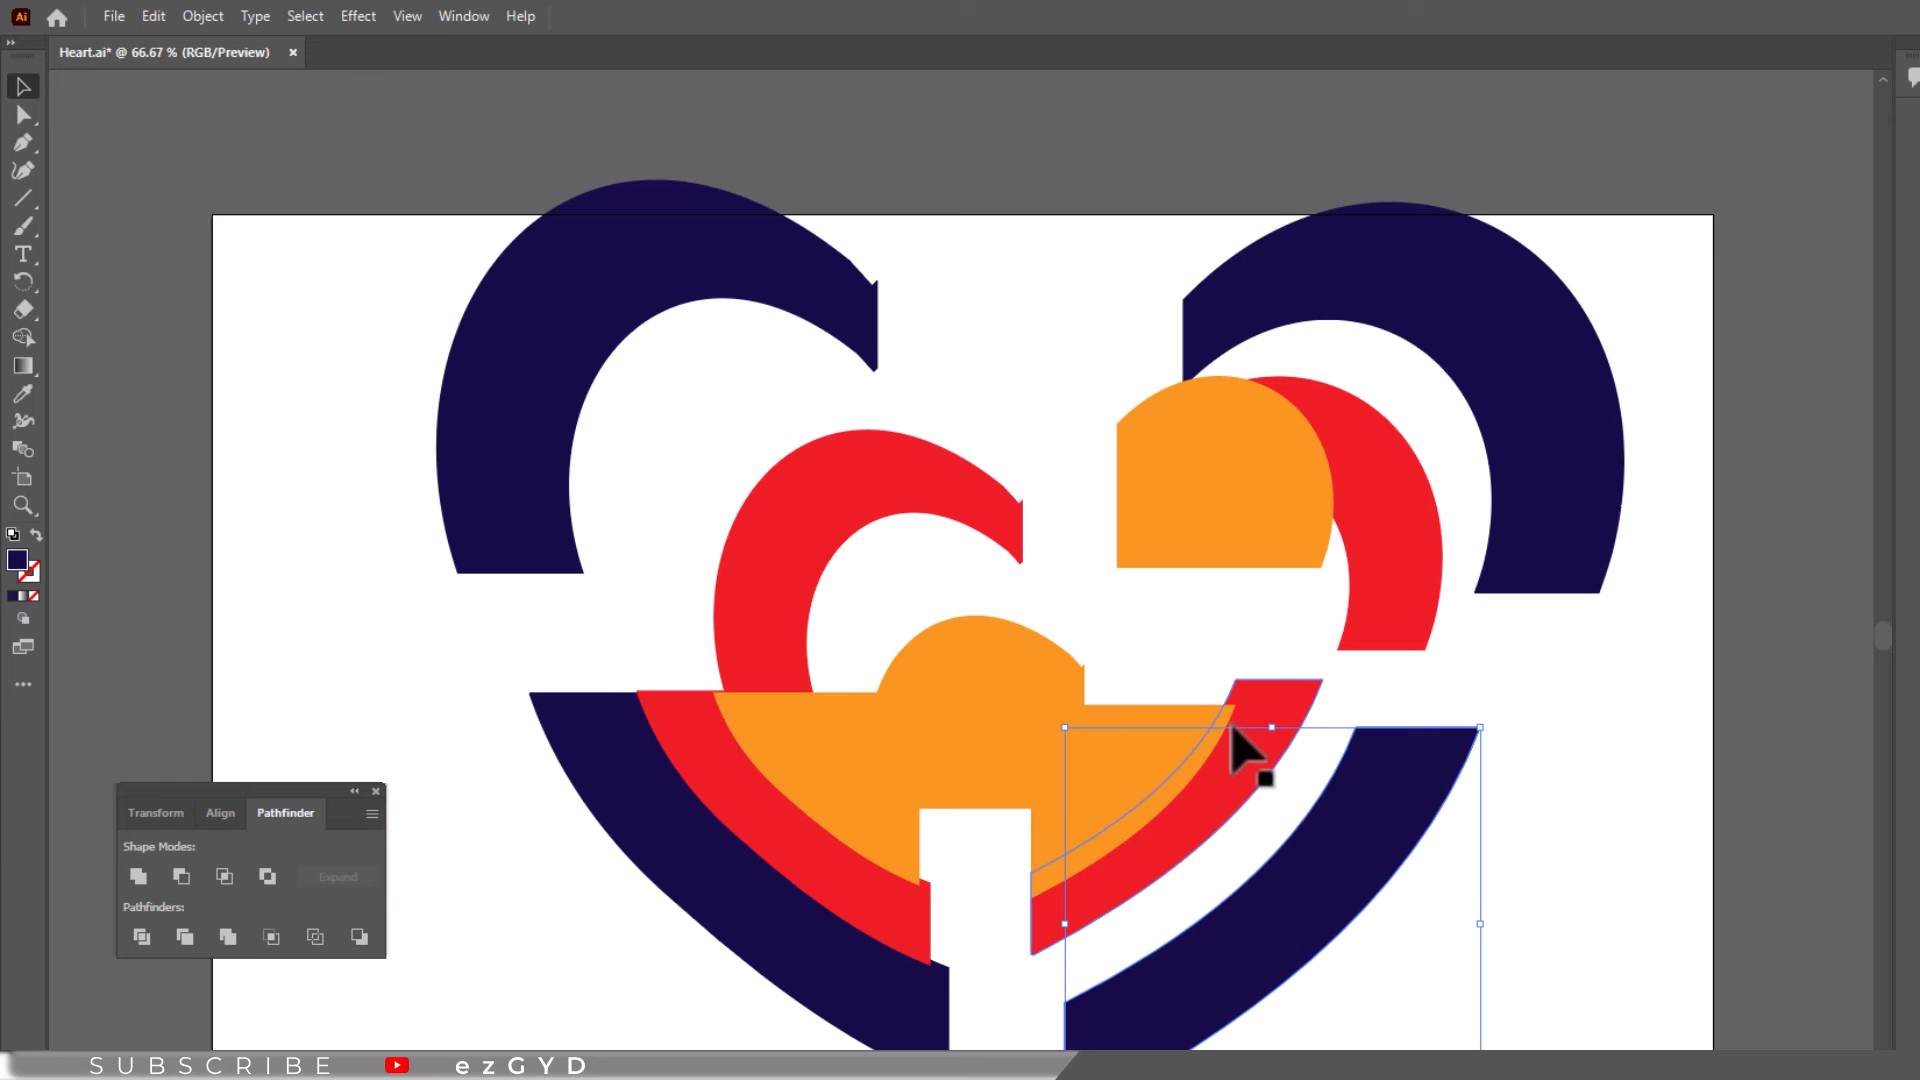 Ai File Edit Object Type Select Effect View Window Help
Heart.ai* @ 66.67 % (RGB/Preview) ×
Transform Align Pathfinder
Shape Modes:
Expand
Pathfinders:
SUBSCRIBE ezGYD